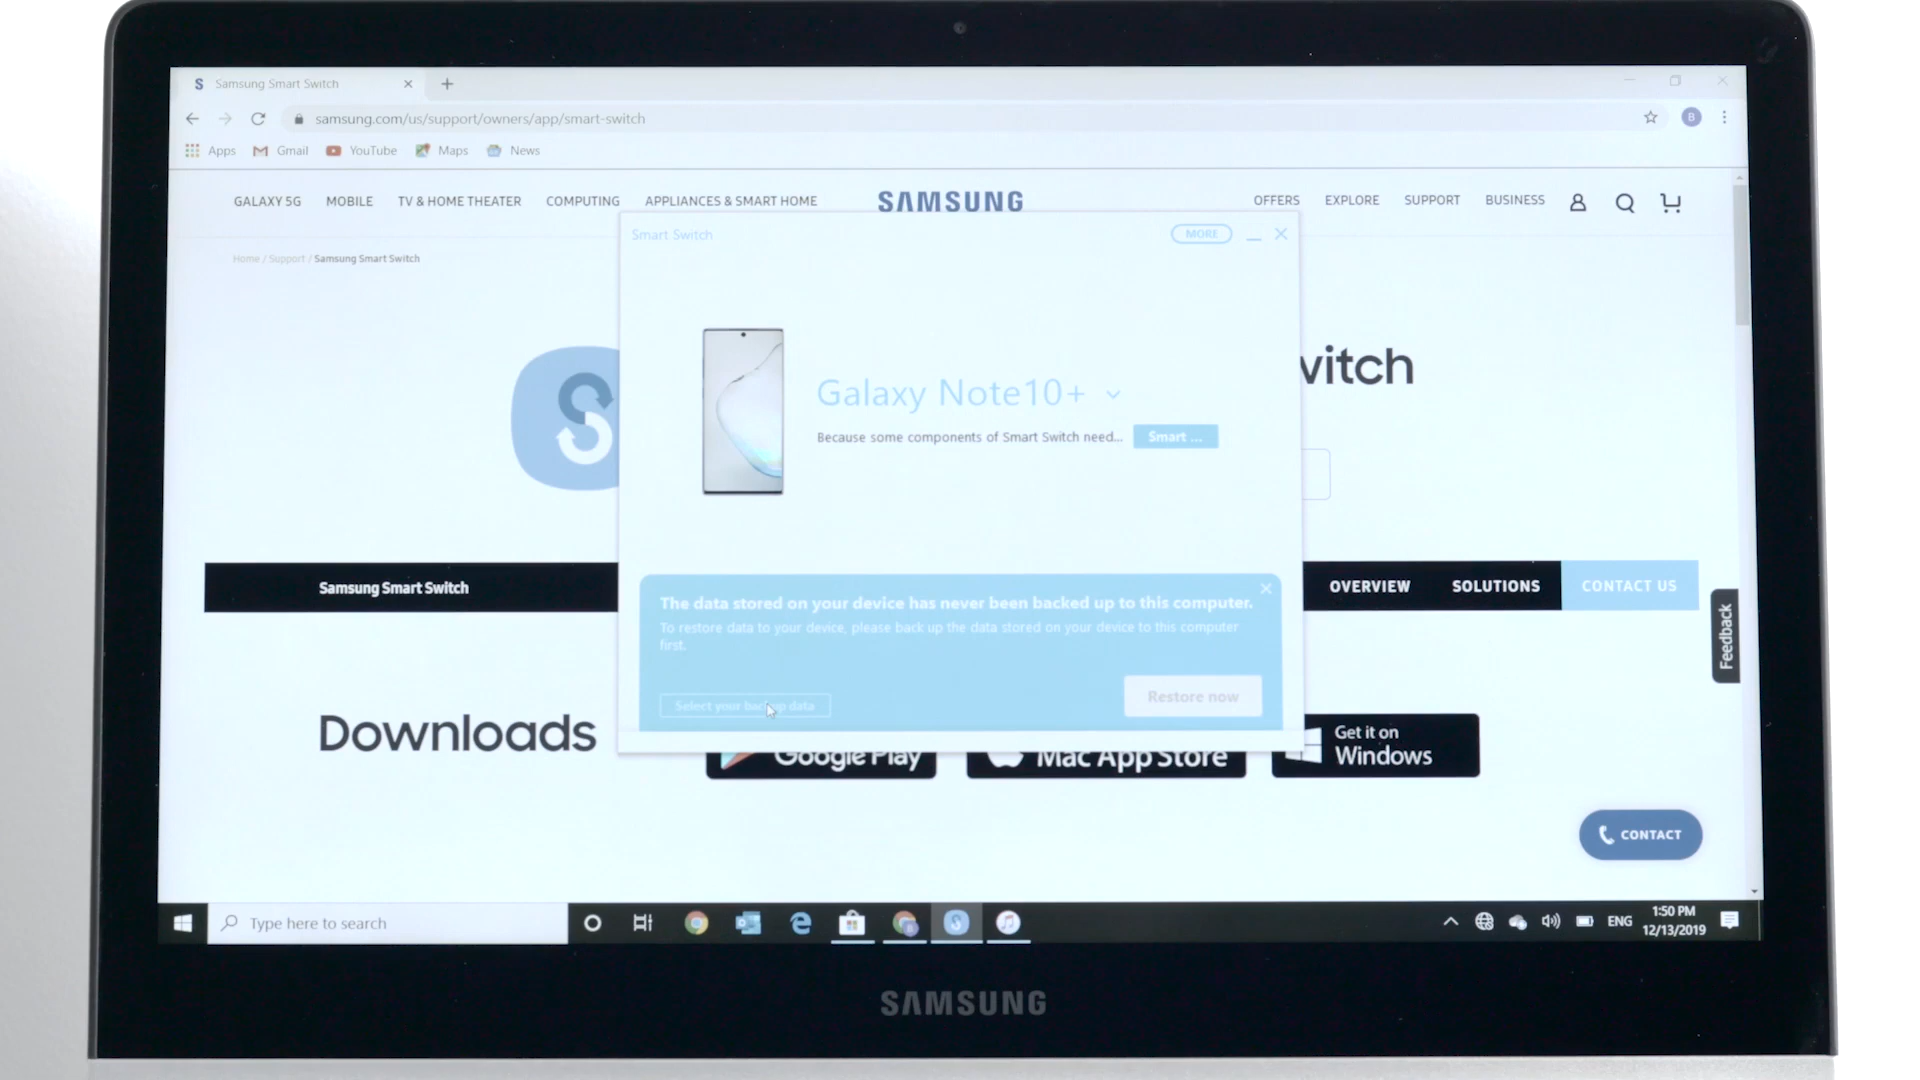 Samsung Smart Switch
samsung.com/us/support/owners/app/smart-switch
B
Apps Gmail YouTube Maps News
GALAXY 5G MOBILE TV & HOME THEATER COMPUTING APPLIANCES & SMART HOME SAMSUNG OFFERS EXPLORE SUPPORT BUSINESS
Smart Switch MORE
Home / Support / Samsung Smart Switch
vitch
Galaxy Note10+
Because some components of Smart Switch need... Smart ...
Samsung Smart Switch OVERVIEW SOLUTIONS CONTACT US
The data stored on your device has never been backed up to this computer.
To restore data to your device, please back up the data stored on your device to this computer
first.
Feedback
Select your backup data Restore now
Downloads
Google Play Mac App Store Get it on
Windows
CONTACT
Type here to search ENG 1:50 PM
12/13/2019
SAMSUNG